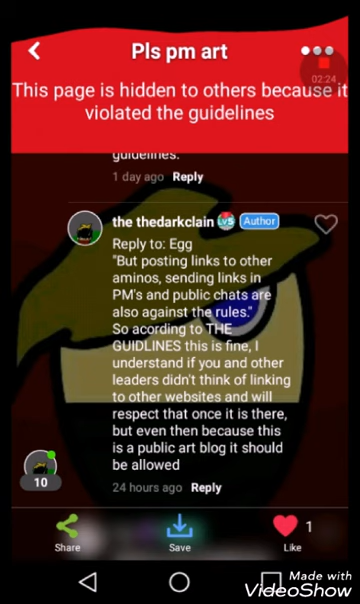 Pls pm art
02:24
This page is hidden to others because it
violated the guidelines
guidelines.
1 day ago Reply
the thedarkclain LV5 Author
Reply to: Egg
"But posting links to other
aminos, sending links in
PM's and public chats are
also against the rules."
So acording to THE
GUIDLINES this is fine, I
understand if you and other
leaders didn't think of linking
to other websites and will
respect that once it is there,
but even then because this
is a public art blog it should
be allowed
10
24 hours ago Reply
Share
Save
1
Like
Made with
VideoShow